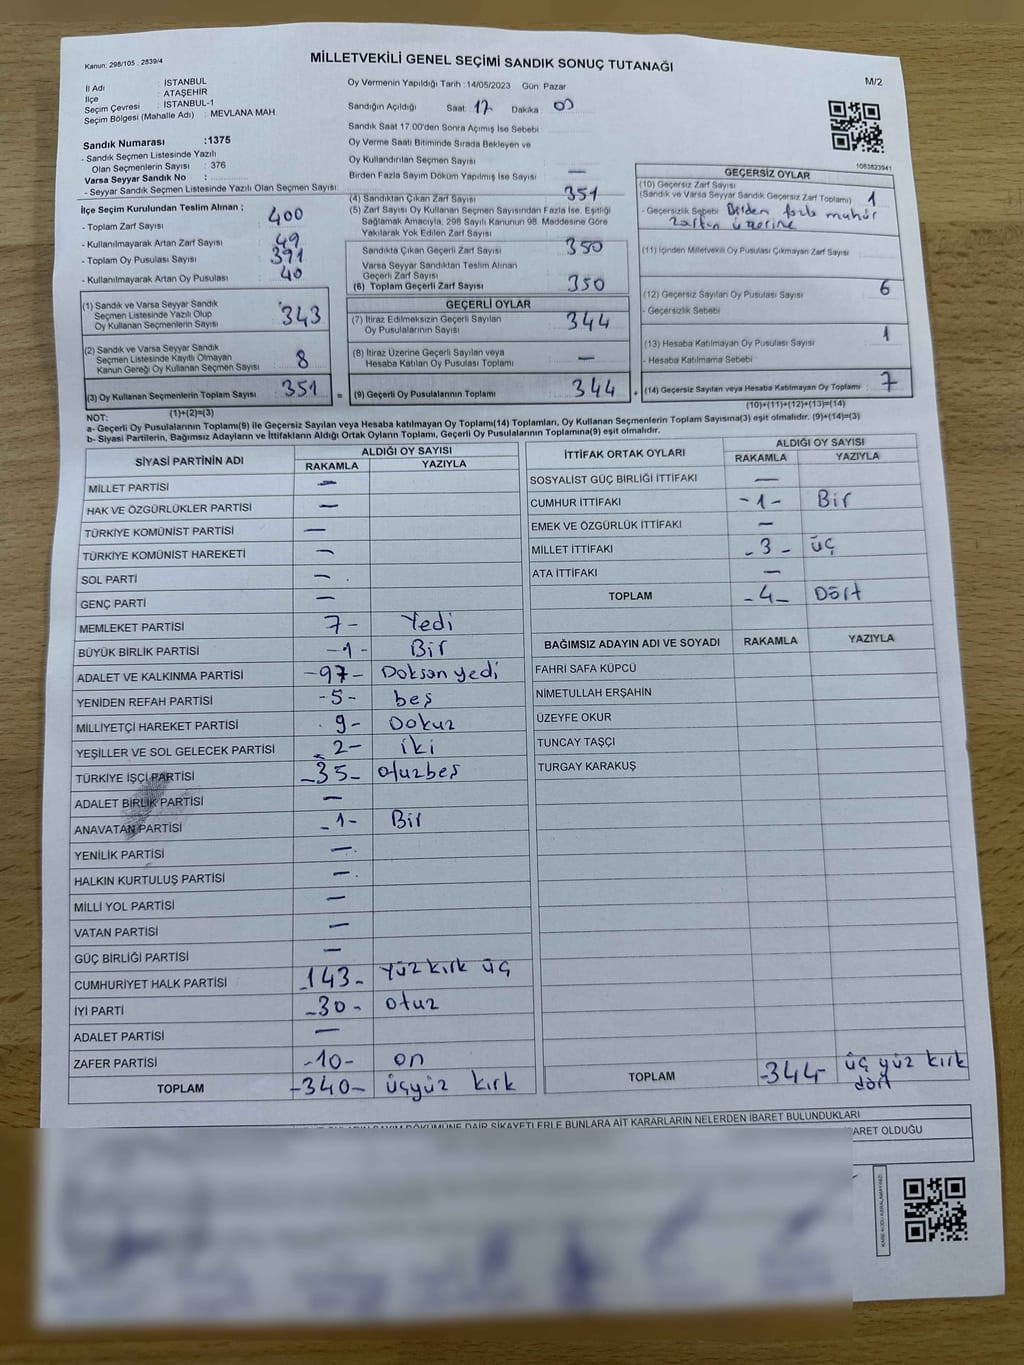 Kanun: 298/105 . 2839/4
MİLLETVEKİLİ GENEL SEÇİMİ SANDIK SONUÇ TUTANAĞI
M/2
İl Adı : İSTANBUL
İlçe : ATAŞEHİR
Seçim Çevresi : İSTANBUL-1
Seçim Bölgesi (Mahalle Adı) : MEVLANA MAH.
Sandık Numarası :1375
- Sandık Seçmen Listesinde Yazılı
Olan Seçmenlerin Sayısı : 376
Varsa Seyyar Sandık No :
- Seyyar Sandık Seçmen Listesinde Yazılı Olan Seçmen Sayısı:
Oy Vermenin Yapıldığı Tarih :14/05/2023 Gün: Pazar
Sandığın Açıldığı Saat: 17 Dakika:
Sandık Saat 17.00'den Sonra Açımış İse Sebebi :
Oy Verme Saati Bitiminde Sırada Bekleyen ve
Oy Kullandırılan Seçmen Sayısı :
Birden Fazla Sayım Döküm Yapılmış İse Sayısı : —
1083823941
İlçe Seçim Kurulundan Teslim Alınan ;
- Toplam Zarf Sayısı : 400
- Kullanılmayarak Artan Zarf Sayısı : 49
- Toplam Oy Pusulası Sayısı : 391
- Kullanılmayarak Artan Oy Pusulası : 40
(1) Sandık ve Varsa Seyyar Sandık
Seçmen Listesinde Yazılı Olup
Oy Kullanan Seçmenlerin Sayısı : 343
(2) Sandık ve Varsa Seyyar Sandık
Seçmen Listesinde Kayıtlı Olmayan
Kanun Gereği Oy Kullanan Seçmen Sayısı : 8
(3) Oy Kullanan Seçmenlerin Toplam Sayısı : 351
(1)+(2)=(3)
(4) Sandıktan Çıkan Zarf Sayısı : 351
(5) Zarf Sayısı Oy Kullanan Seçmen Sayısından Fazla İse, Eşitliği
Sağlamak Amacıyla, 298 Sayılı Kanunun 98. Maddesine Göre
Yakılarak Yok Edilen Zarf Sayısı :
Sandıkta Çıkan Geçerli Zarf Sayısı : 350
Varsa Seyyar Sandıktan Teslim Alınan
Geçerli Zarf Sayısı :
(6) Toplam Geçerli Zarf Sayısı : 350
GEÇERLİ OYLAR
(7) İtiraz Edilmeksizin Geçerli Sayılan
Oy Pusulalarının Sayısı : 344
(8) İtiraz Üzerine Geçerli Sayılan veya
Hesaba Katılan Oy Pusulası Toplamı : —
= (9) Geçerli Oy Pusulalarının Toplamı : 344
GEÇERSİZ OYLAR
(10) Geçersiz Zarf Sayısı
(Sandık ve Varsa Seyyar Sandık Geçersiz Zarf Toplamı) : 1
- Geçersizlik Sebebi : Birden fazla mühür
zarfın üzerine
(11) İçinden Milletvekili Oy Pusulası Çıkmayan Zarf Sayısı :
(12) Geçersiz Sayılan Oy Pusulası Sayısı : 6
- Geçersizlik Sebebi :
(13) Hesaba Katılmayan Oy Pusulası Sayısı : 1
- Hesaba Katılmama Sebebi :
+ (14) Geçersiz Sayılan veya Hesaba Katılmayan Oy Toplamı : 7
(10)+(11)+(12)+(13)=(14)
NOT:
a- Geçerli Oy Pusulalarının Toplamı(9) ile Geçersiz Sayılan veya Hesaba katılmayan Oy Toplamı(14) Toplamları, Oy Kullanan Seçmenlerin Toplam Sayısına(3) eşit olmalıdır. (9)+(14)=(3)
b- Siyasi Partilerin, Bağımsız Adayların ve İttifakların Aldığı Ortak Oyların Toplamı, Geçerli Oy Pusulalarının Toplamına(9) eşit olmalıdır.
SİYASİ PARTİNİN ADI ALDIĞI OY SAYISI
RAKAMLA YAZIYLA
MİLLET PARTİSİ —
HAK VE ÖZGÜRLÜKLER PARTİSİ —
TÜRKİYE KOMÜNİST PARTİSİ —
TÜRKİYE KOMÜNİST HAREKETİ —
SOL PARTİ —
GENÇ PARTİ —
MEMLEKET PARTİSİ 7- Yedi
BÜYÜK BİRLİK PARTİSİ -1- Bir
ADALET VE KALKINMA PARTİSİ -97- Doksan yedi
YENİDEN REFAH PARTİSİ -5- beş
MİLLİYETÇİ HAREKET PARTİSİ 9- Dokuz
YEŞİLLER VE SOL GELECEK PARTİSİ 2- iki
TÜRKİYE İŞÇİ PARTİSİ -35- otuzbeş
ADALET BİRLİK PARTİSİ —
ANAVATAN PARTİSİ -1- Bir
YENİLİK PARTİSİ —
HALKIN KURTULUŞ PARTİSİ —
MİLLİ YOL PARTİSİ —
VATAN PARTİSİ —
GÜÇ BİRLİĞİ PARTİSİ —
CUMHURİYET HALK PARTİSİ -143- Yüz kırk üç
İYİ PARTİ -30- otuz
ADALET PARTİSİ —
ZAFER PARTİSİ -10- on
TOPLAM -340- üçyüz kırk
İTTİFAK ORTAK OYLARI ALDIĞI OY SAYISI
RAKAMLA YAZIYLA
SOSYALİST GÜÇ BİRLİĞİ İTTİFAKI —
CUMHUR İTTİFAKI -1- Bir
EMEK VE ÖZGÜRLÜK İTTİFAKI —
MİLLET İTTİFAKI -3- üç
ATA İTTİFAKI —
TOPLAM -4- Dört
BAĞIMSIZ ADAYIN ADI VE SOYADI RAKAMLA YAZIYLA
FAHRİ SAFA KÜPCÜ
NİMETULLAH ERŞAHİN
ÜZEYFE OKUR
TUNCAY TAŞÇI
TURGAY KARAKUŞ
TOPLAM -344- üç yüz kırk
dört
SAYIM DÖKÜMÜNE DAİR ŞİKAYETLERLE BUNLARA AİT KARARLARIN NELERDEN İBARET BULUNDUKLARI
OLDUĞU